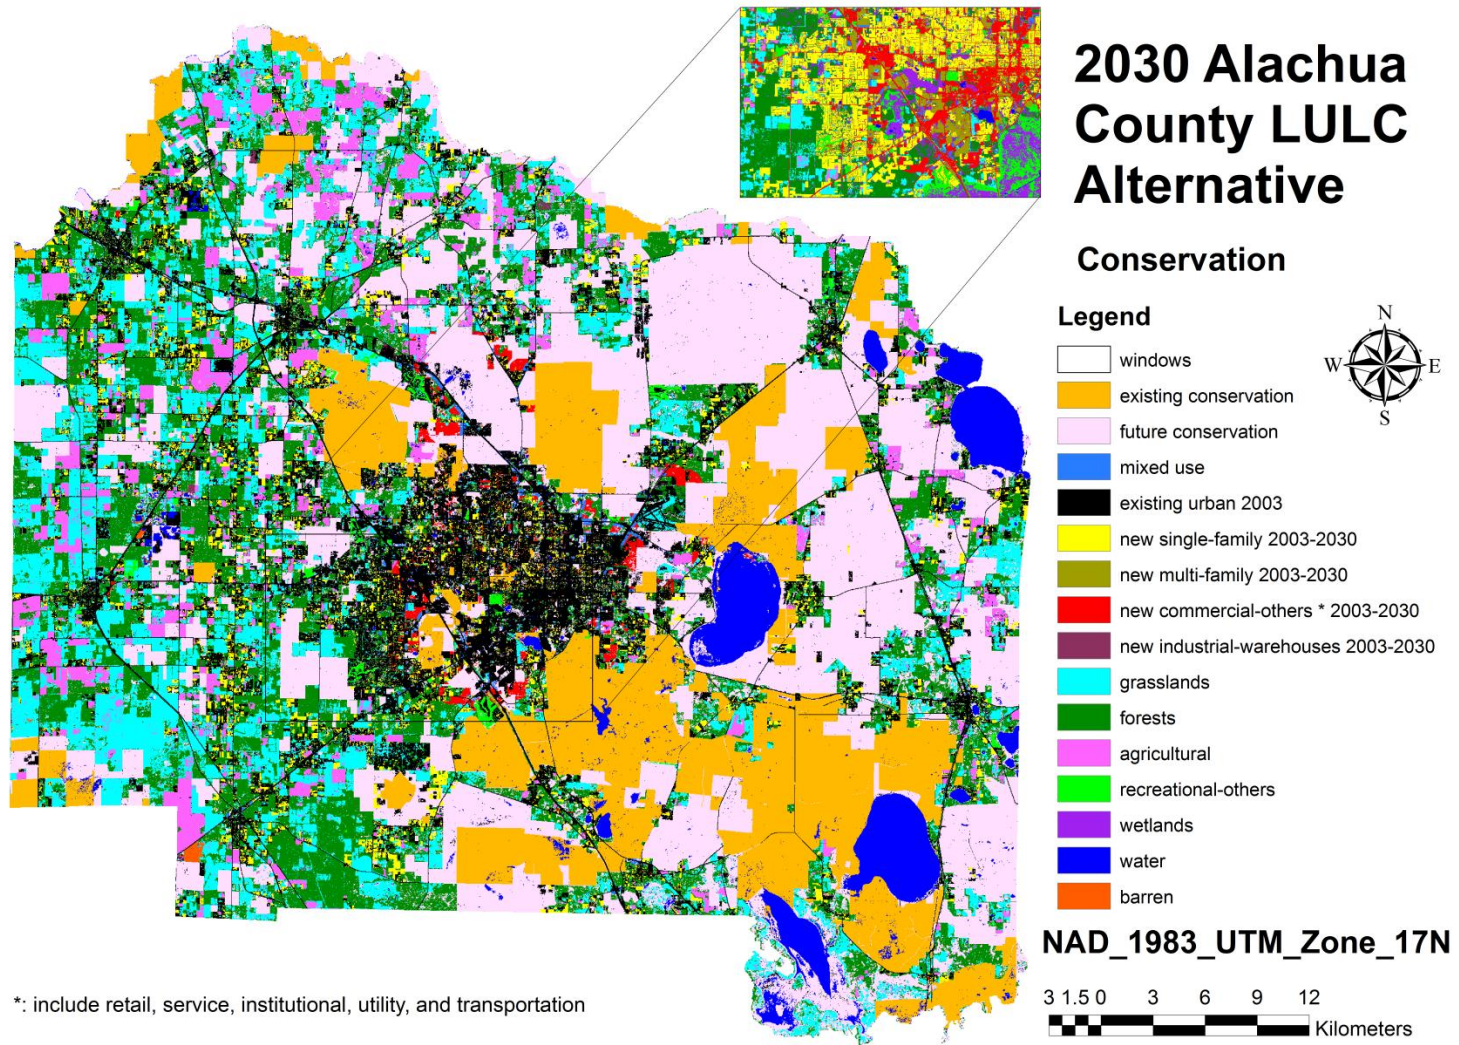 2030 Alachua
County LULC
Alternative
Conservation
Legend
windows
existing conservation
future conservation
mixed use
existing urban 2003
new single-family 2003-2030
new multi-family 2003-2030
new commercial-others * 2003-2030
new industrial-warehouses 2003-2030
grasslands
forests
agricultural
recreational-others
wetlands
water
barren
N
W E
S
NAD_1983_UTM_Zone_17N
3 1.5 0 3 6 9 12
Kilometers
*: include retail, service, institutional, utility, and transportation